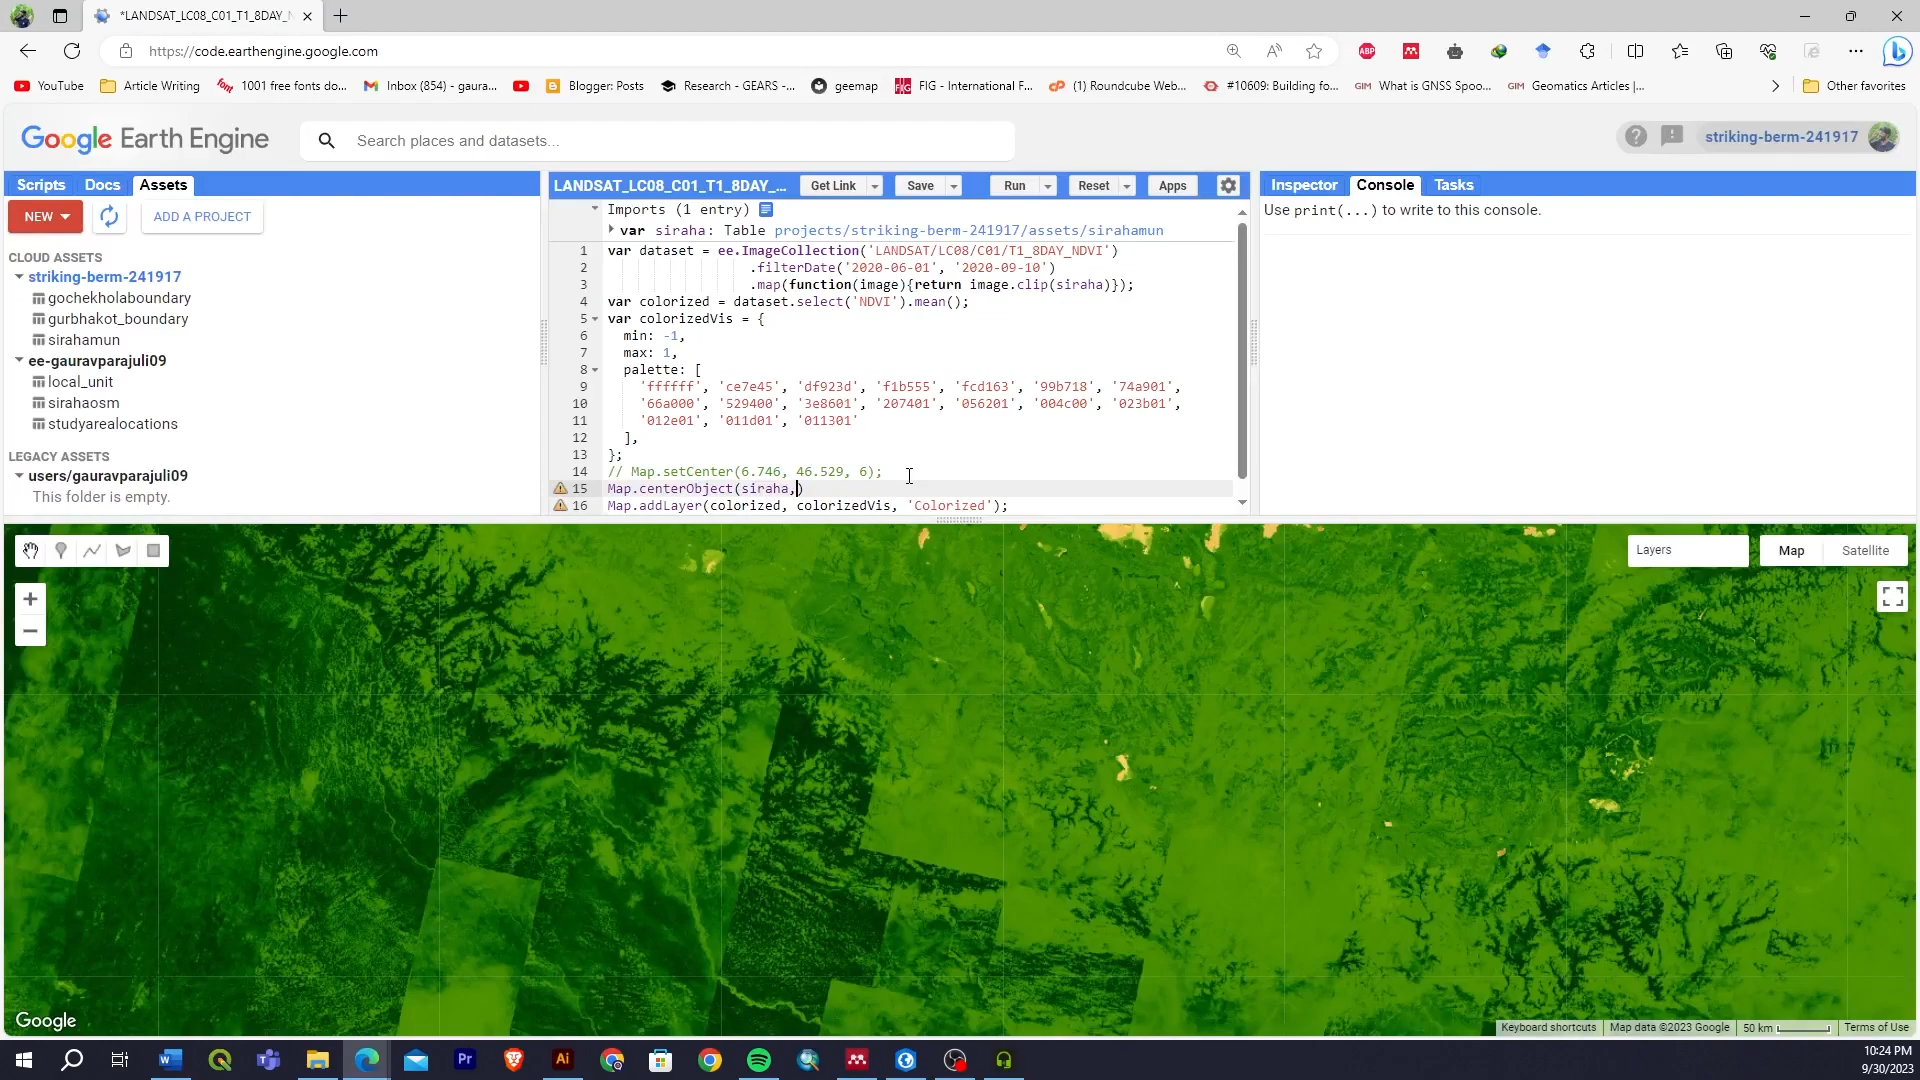 *LANDSAT_LC08_C01_T1_8DAY_N
https://code.earthengine.google.com
YouTube
Article Writing
1001 free fonts do...
Inbox (854) - gaura...
Blogger: Posts
Research - GEARS -...
geemap
FIG - International F...
(1) Roundcube Web...
#10609: Building fo...
GIM What is GNSS Spoo...
GIM Geomatics Articles |...
Other favorites
Google Earth Engine
Search places and datasets...
striking-berm-241917
Scripts Docs Assets
NEW
ADD A PROJECT
CLOUD ASSETS
striking-berm-241917
gochekholaboundary
gurbhakot_boundary
sirahamun
ee-gauravparajuli09
local_unit
sirahaosm
studyarealocations
LEGACY ASSETS
users/gauravparajuli09
This folder is empty.
LANDSAT_LC08_C01_T1_8DAY_... Get Link Save Run Reset Apps
Imports (1 entry)
var siraha: Table projects/striking-berm-241917/assets/sirahamun
1 var dataset = ee.ImageCollection('LANDSAT/LC08/C01/T1_8DAY_NDVI')
2 .filterDate('2020-06-01', '2020-09-10')
3 .map(function(image){return image.clip(siraha)});
4 var colorized = dataset.select('NDVI').mean();
5 var colorizedVis = {
6 min: -1,
7 max: 1,
8 palette: [
9 'ffffff', 'ce7e45', 'df923d', 'f1b555', 'fcd163', '99b718', '74a901',
10 '66a000', '529400', '3e8601', '207401', '056201', '004c00', '023b01',
11 '012e01', '011d01', '011301'
12 ],
13 };
14 // Map.setCenter(6.746, 46.529, 6);
15 Map.centerObject(siraha,)
16 Map.addLayer(colorized, colorizedVis, 'Colorized');
Inspector Console Tasks
Use print(...) to write to this console.
Layers
Map Satellite
Google
Keyboard shortcuts Map data ©2023 Google 50 km Terms of Use
10:24 PM
9/30/2023